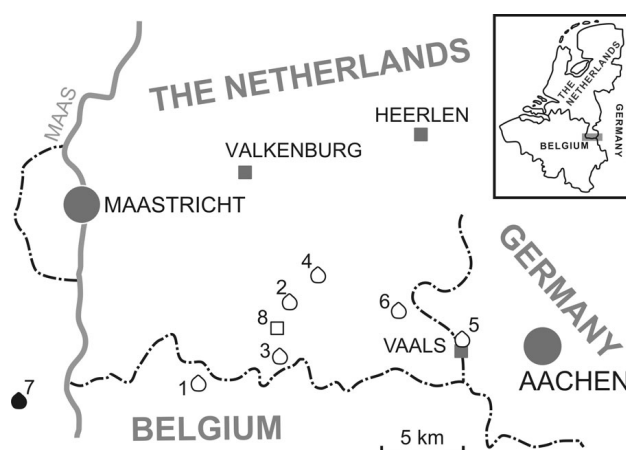 THE NETHERLANDS
MAAS
HEERLEN
VALKENBURG
MAASTRICHT
THE NETHERLANDS
BELGIUM
GERMANY
GERMANY
4
2
8
3
1
6
5
VAALS
AACHEN
7
BELGIUM
5 km